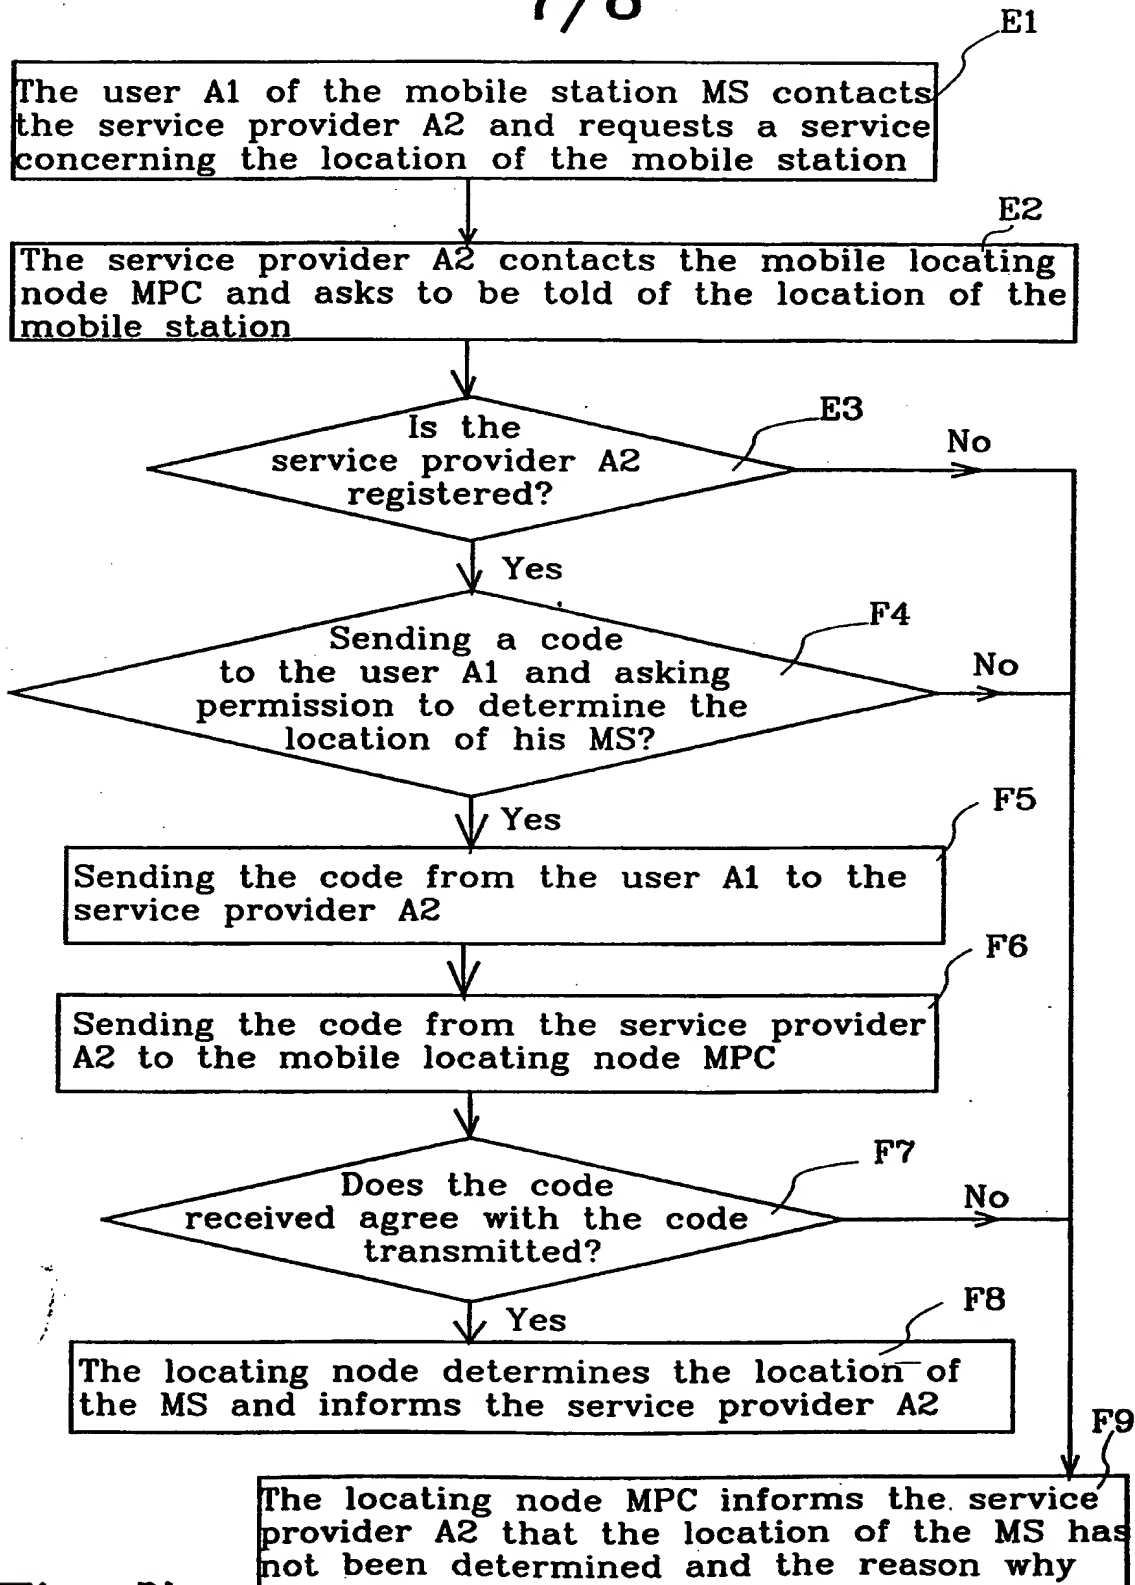 7/8
E1
The user A1 of the mobile station MS contacts
the service provider A2 and requests a service
concerning the location of the mobile station
E2
The service provider A2 contacts the mobile locating
node MPC and asks to be told of the location of the
mobile station
E3
Is the
service provider A2
registered?
No
Yes
F4
Sending a code
to the user A1 and asking
permission to determine the
location of his MS?
No
Yes
F5
Sending the code from the user A1 to the
service provider A2
F6
Sending the code from the service provider
A2 to the mobile locating node MPC
F7
Does the code
received agree with the code
transmitted?
No
Yes
F8
The locating node determines the location of
the MS and informs the service provider A2
F9
The locating node MPC informs the service
provider A2 that the location of the MS has
not been determined and the reason why